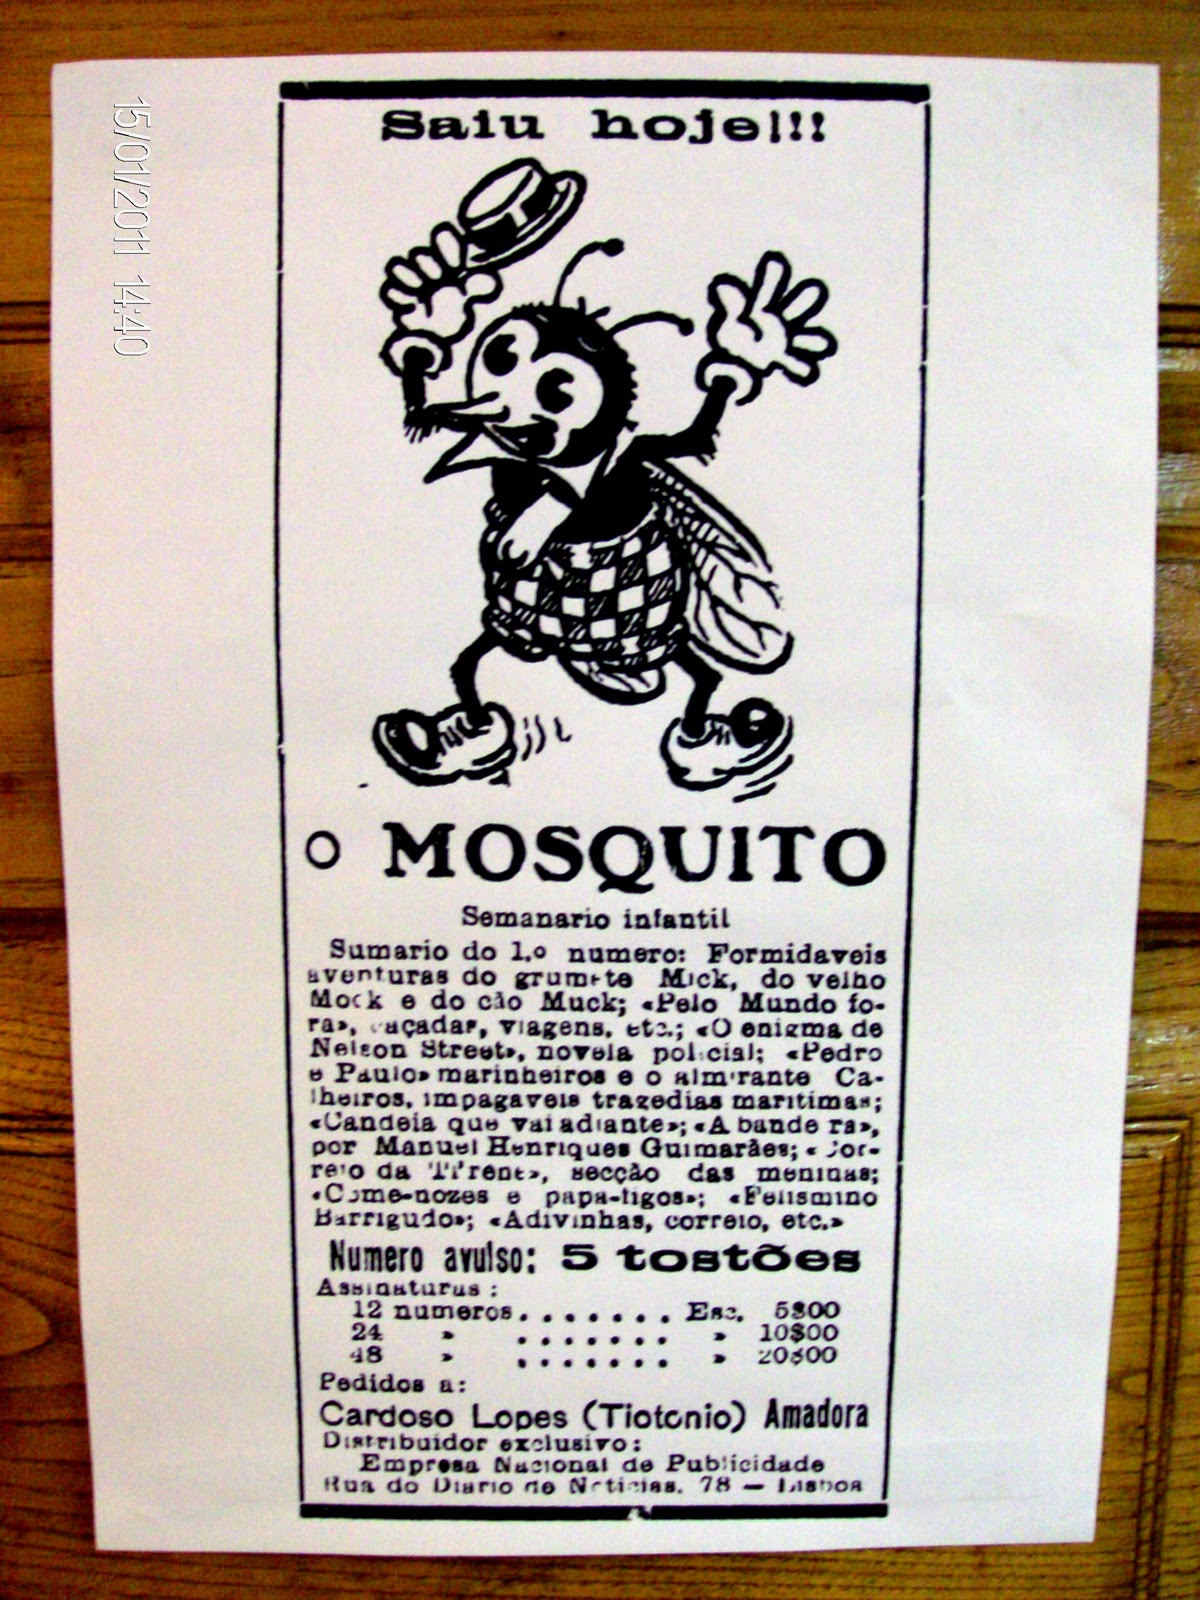 15/01/2011 14:40
Saiu hoje!!!
O MOSQUITO
Semanario infantil
Sumario do 1.º numero: Formidaveis
aventuras do grumete Mick, do velho
Mock e do cão Muck; «Pelo Mundo fo-
ra», caçadas, viagens, etc.; «O enigma de
Nelson Street», novela policial; «Pedro
e Paulo» marinheiros e o almirante Ca-
lheiros, impagaveis tragedias maritimas;
«Candeia que vai adiante»; «A bandeira»,
por Manuel Henriques Guimarães; «Cor-
reio da», secção das meninas;
«Come-nozes e papa-figos»; «Felismino
Barrigudo»; «Adivinhas, correio, etc.»
Numero avulso: 5 tostões
Assinaturas:
12 numeros....... Esc. 5$00
24 » ....... » 10$00
48 » ....... » 20$00
Pedidos a:
Cardoso Lopes (Tiotonio) Amadora
Distribuidor exclusivo:
Empresa Nacional de Publicidade
Rua do Diario de Noticias, 78 — Lisboa